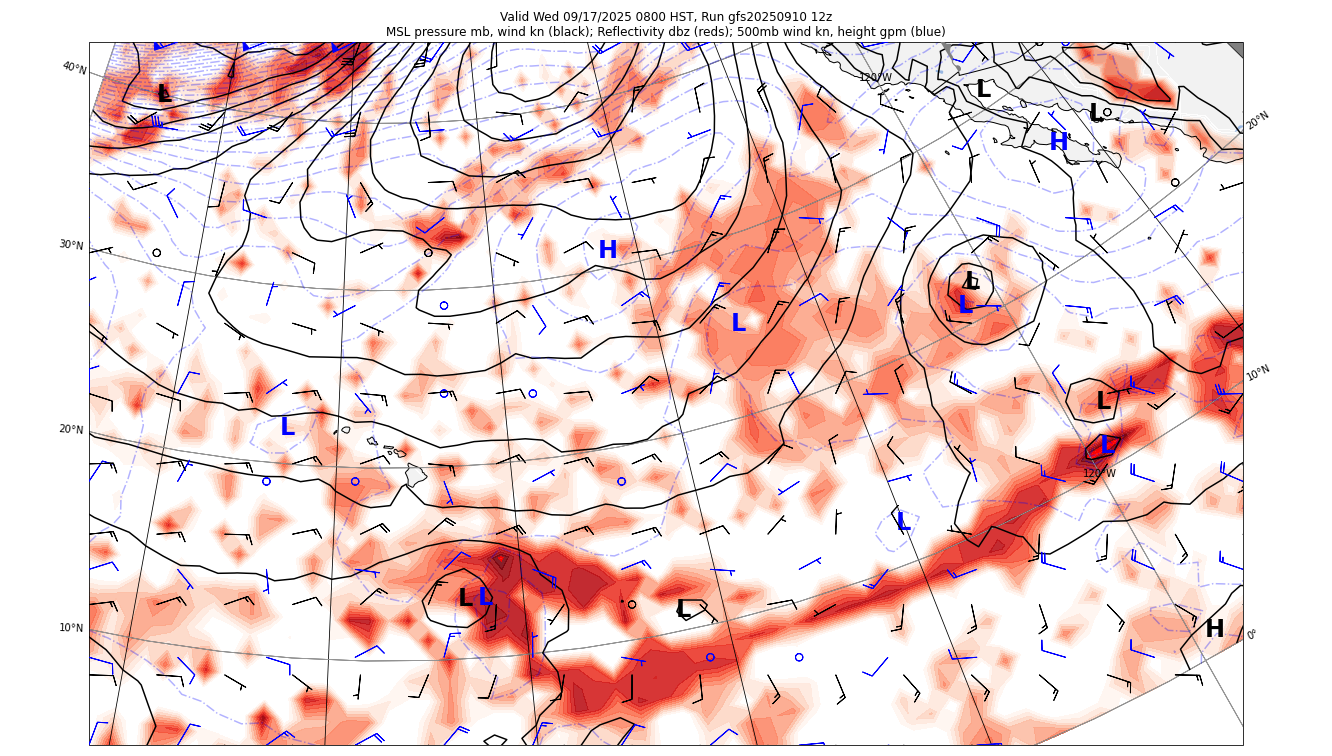 Valid Wed 09/17/2025 0800 HST, Run gfs20250910 12z
MSL pressure mb, wind kn (black); Reflectivity dbz (reds); 500mb wind kn, height gpm (blue)
40°N
120°W
L
L
L
20°N
H
30°N
H
L
L
L
10°N
L
20°N
L
L
120°W
L
L
L
L
10°N
H
0°